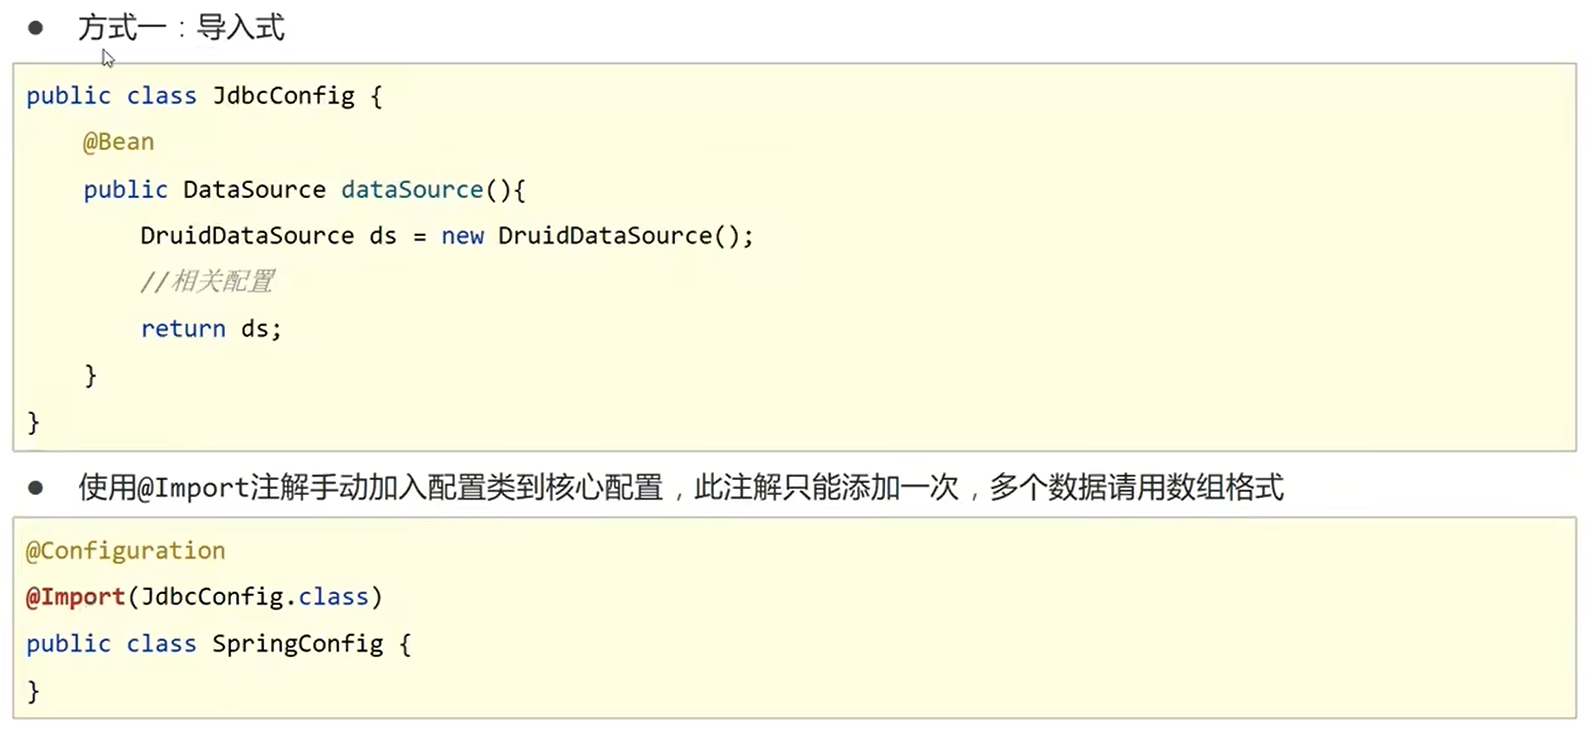 ● 方式一：导入式
public class JdbcConfig {
    @Bean
    public DataSource dataSource(){
        DruidDataSource ds = new DruidDataSource();
        //相关配置
        return ds;
    }
}
● 使用@Import注解手动加入配置类到核心配置，此注解只能添加一次，多个数据请用数组格式
@Configuration
@Import(JdbcConfig.class)
public class SpringConfig {
}